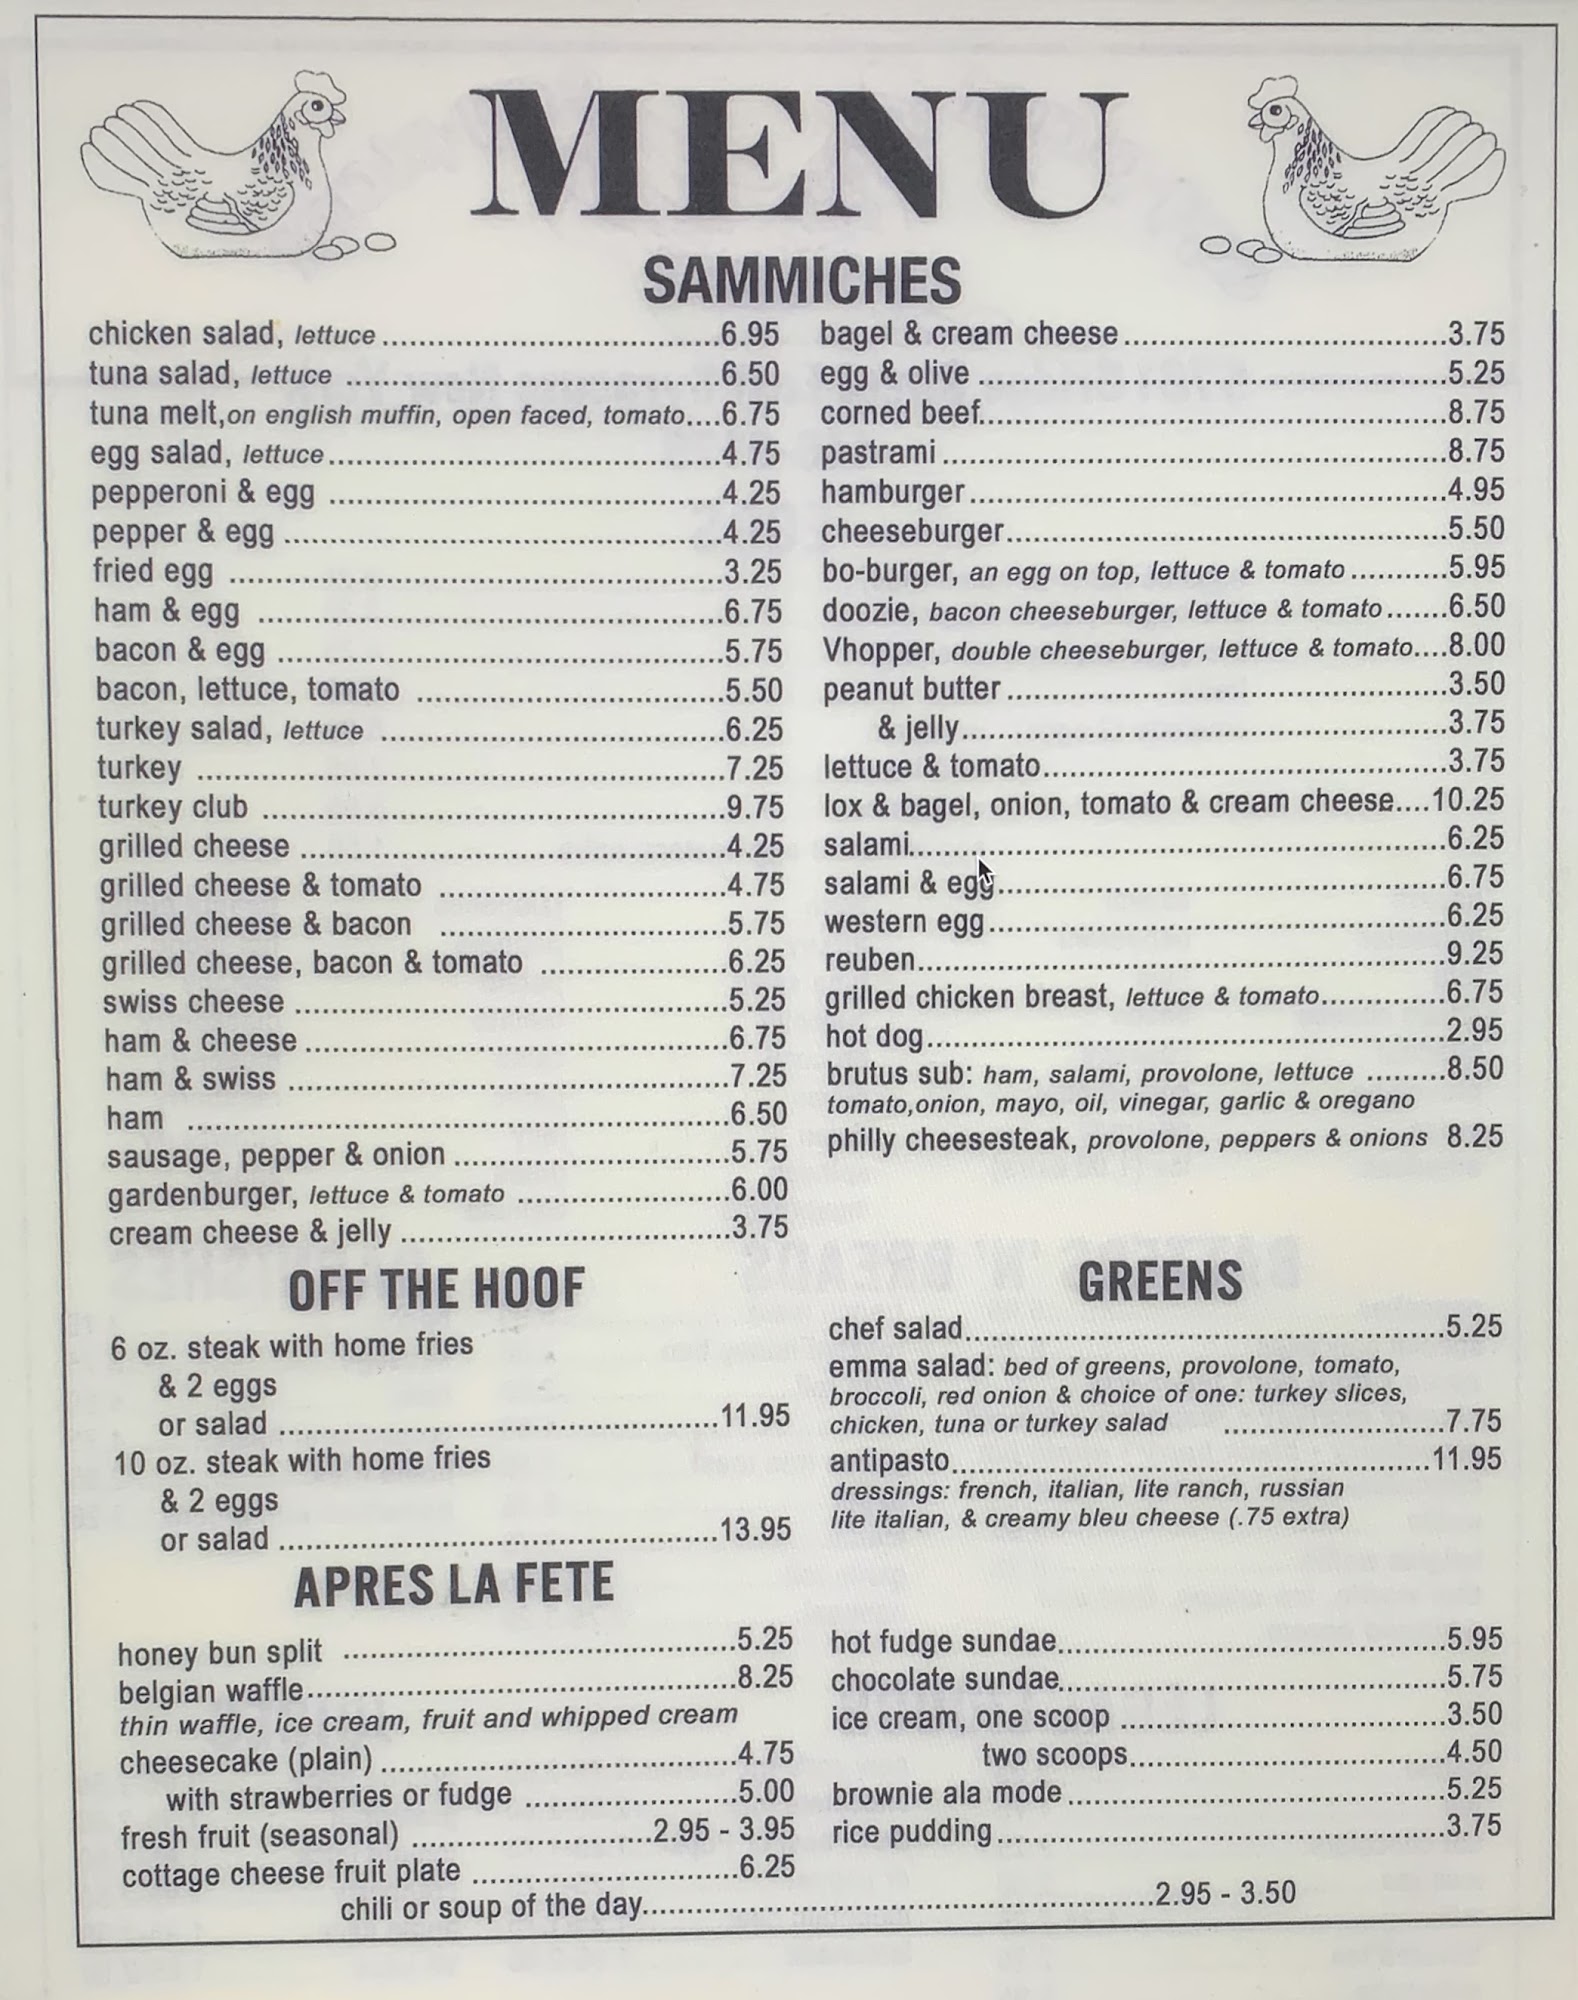 MENU
SAMMICHES
chicken salad, lettuce.....................................6.95
tuna salad, lettuce .........................................6.50
tuna melt,on english muffin, open faced, tomato....6.75
egg salad, lettuce...........................................4.75
pepperoni & egg ...........................................4.25
pepper & egg ................................................4.25
fried egg ......................................................3.25
ham & egg ...................................................6.75
bacon & egg .................................................5.75
bacon, lettuce, tomato ..................................5.50
turkey salad, lettuce ......................................6.25
turkey ..........................................................7.25
turkey club ...................................................9.75
grilled cheese ...............................................4.25
grilled cheese & tomato ...............................4.75
grilled cheese & bacon ...............................5.75
grilled cheese, bacon & tomato ....................6.25
swiss cheese ................................................5.25
ham & cheese ...............................................6.75
ham & swiss .................................................7.25
ham ............................................................6.50
sausage, pepper & onion ..............................5.75
gardenburger, lettuce & tomato .......................6.00
cream cheese & jelly ....................................3.75
bagel & cream cheese...................................3.75
egg & olive ...................................................5.25
corned beef...................................................8.75
pastrami .......................................................8.75
hamburger....................................................4.95
cheeseburger................................................5.50
bo-burger, an egg on top, lettuce & tomato ...........5.95
doozie, bacon cheeseburger, lettuce & tomato.......6.50
Vhopper, double cheeseburger, lettuce & tomato....8.00
peanut butter ................................................3.50
& jelly.....................................................3.75
lettuce & tomato............................................3.75
lox & bagel, onion, tomato & cream cheese....10.25
salami..........................................................6.25
salami & egg.................................................6.75
western egg..................................................6.25
reuben..........................................................9.25
grilled chicken breast, lettuce & tomato.............6.75
hot dog.........................................................2.95
brutus sub: ham, salami, provolone, lettuce .........8.50
tomato,onion, mayo, oil, vinegar, garlic & oregano
philly cheesesteak, provolone, peppers & onions 8.25
OFF THE HOOF
6 oz. steak with home fries
& 2 eggs
or salad ................................................11.95
10 oz. steak with home fries
& 2 eggs
or salad ................................................13.95
GREENS
chef salad.....................................................5.25
emma salad: bed of greens, provolone, tomato,
broccoli, red onion & choice of one: turkey slices,
chicken, tuna or turkey salad ........................7.75
antipasto.....................................................11.95
dressings: french, italian, lite ranch, russian
lite italian, & creamy bleu cheese (.75 extra)
APRES LA FETE
honey bun split ...........................................5.25
belgian waffle...............................................8.25
thin waffle, ice cream, fruit and whipped cream
cheesecake (plain) .......................................4.75
with strawberries or fudge .......................5.00
fresh fruit (seasonal) ..........................2.95 - 3.95
cottage cheese fruit plate .............................6.25
hot fudge sundae...........................................5.95
chocolate sundae..........................................5.75
ice cream, one scoop ....................................3.50
two scoops...................................4.50
brownie ala mode .........................................5.25
rice pudding.................................................3.75
chili or soup of the day........................................................2.95 - 3.50